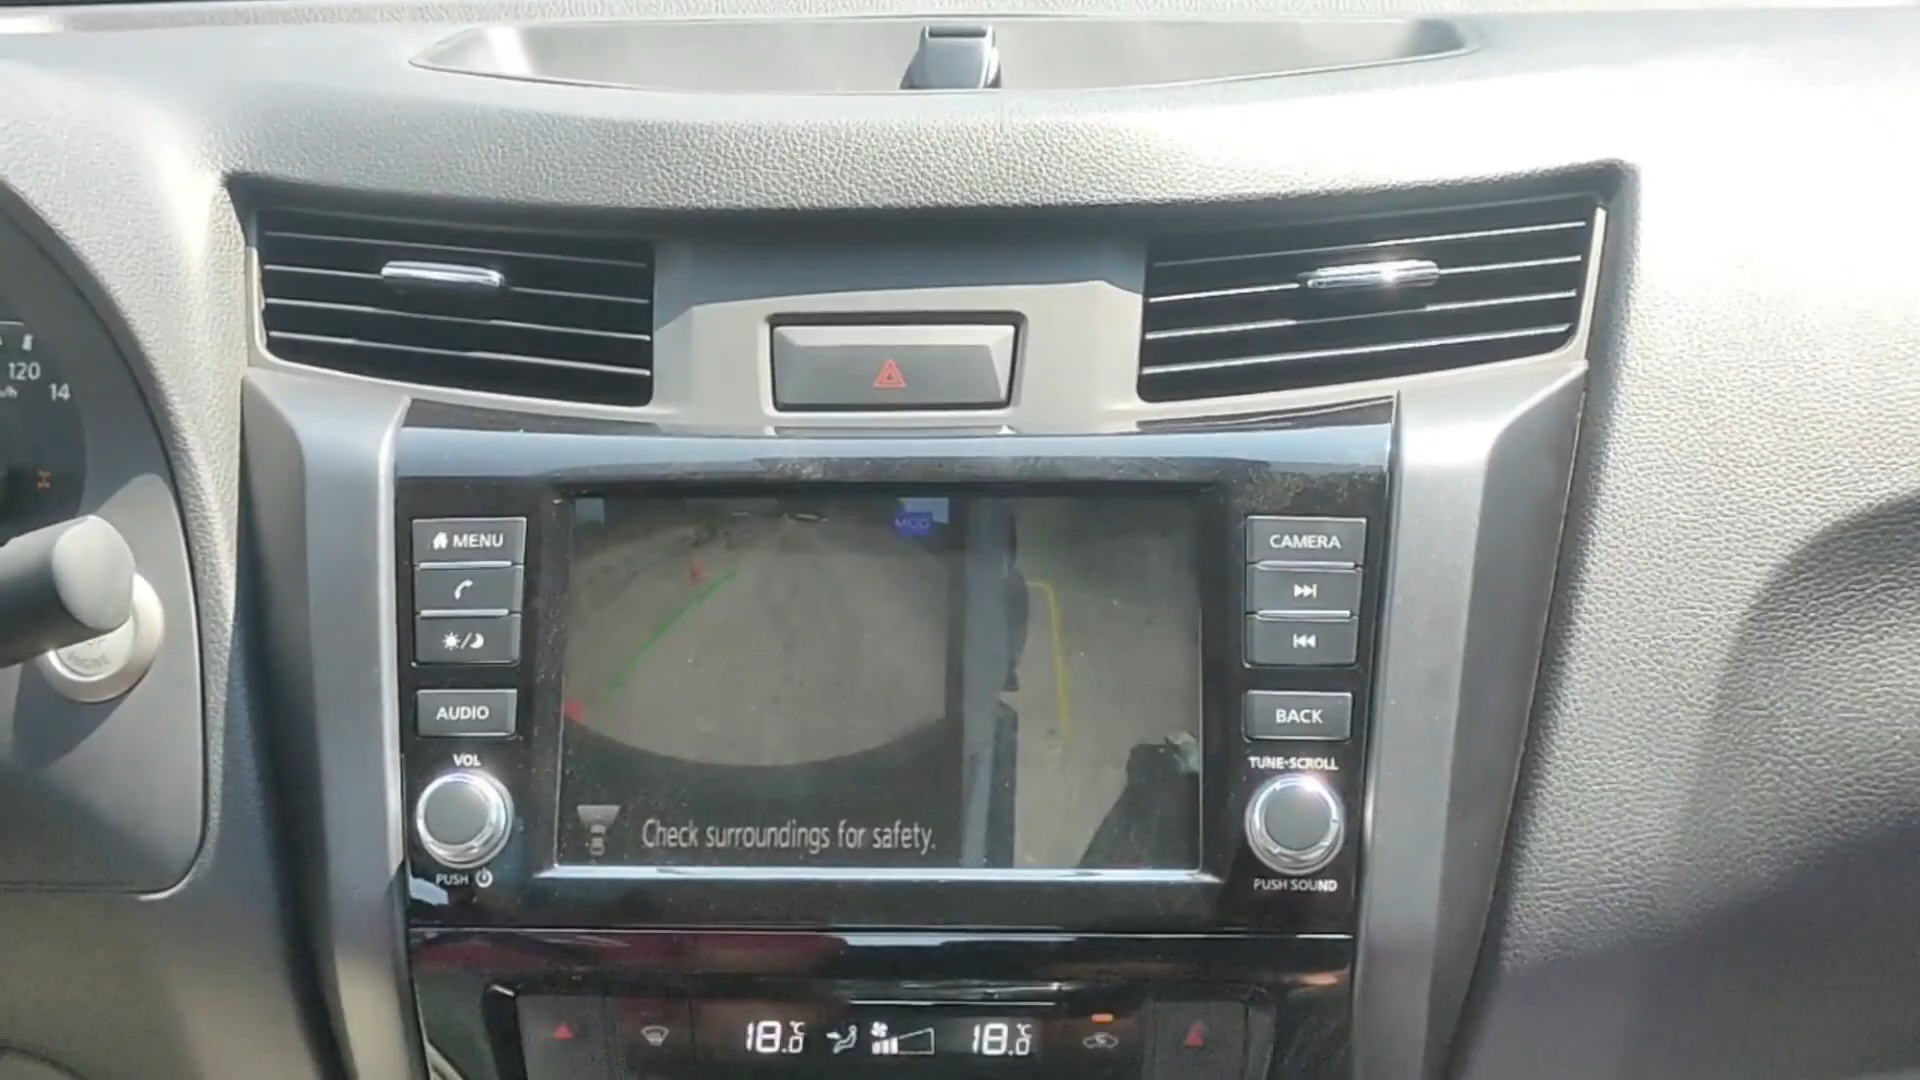 120
14
MENU
AUDIO
VOL
PUSH
MOD
Check surroundings for safety.
CAMERA
BACK
TUNE·SCROLL
PUSH SOUND
ENGINE
18.0°C
18.0°C